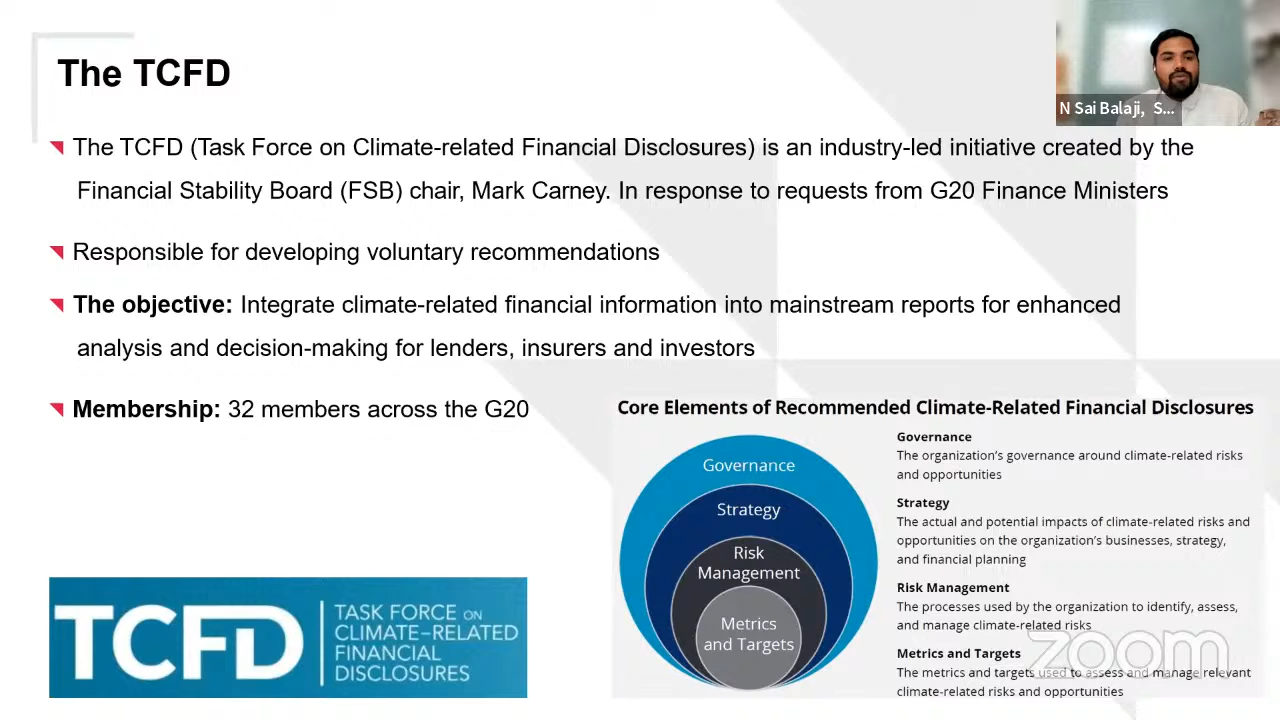 The TCFD
N Sai Balaji, S...
The TCFD (Task Force on Climate-related Financial Disclosures) is an industry-led initiative created by the
Financial Stability Board (FSB) chair, Mark Carney. In response to requests from G20 Finance Ministers
Responsible for developing voluntary recommendations
The objective: Integrate climate-related financial information into mainstream reports for enhanced
analysis and decision-making for lenders, insurers and investors
Membership: 32 members across the G20
Core Elements of Recommended Climate-Related Financial Disclosures
Governance
Strategy
Risk
Management
Metrics
and Targets
Governance
The organization's governance around climate-related risks
and opportunities
Strategy
The actual and potential impacts of climate-related risks and
opportunities on the organization's businesses, strategy,
and financial planning
Risk Management
The processes used by the organization to identify, assess,
and manage climate-related risks
Metrics and Targets
The metrics and targets used to assess and manage relevant
climate-related risks and opportunities
zoom
TCFD
TASK FORCE ON
CLIMATE-RELATED
FINANCIAL
DISCLOSURES